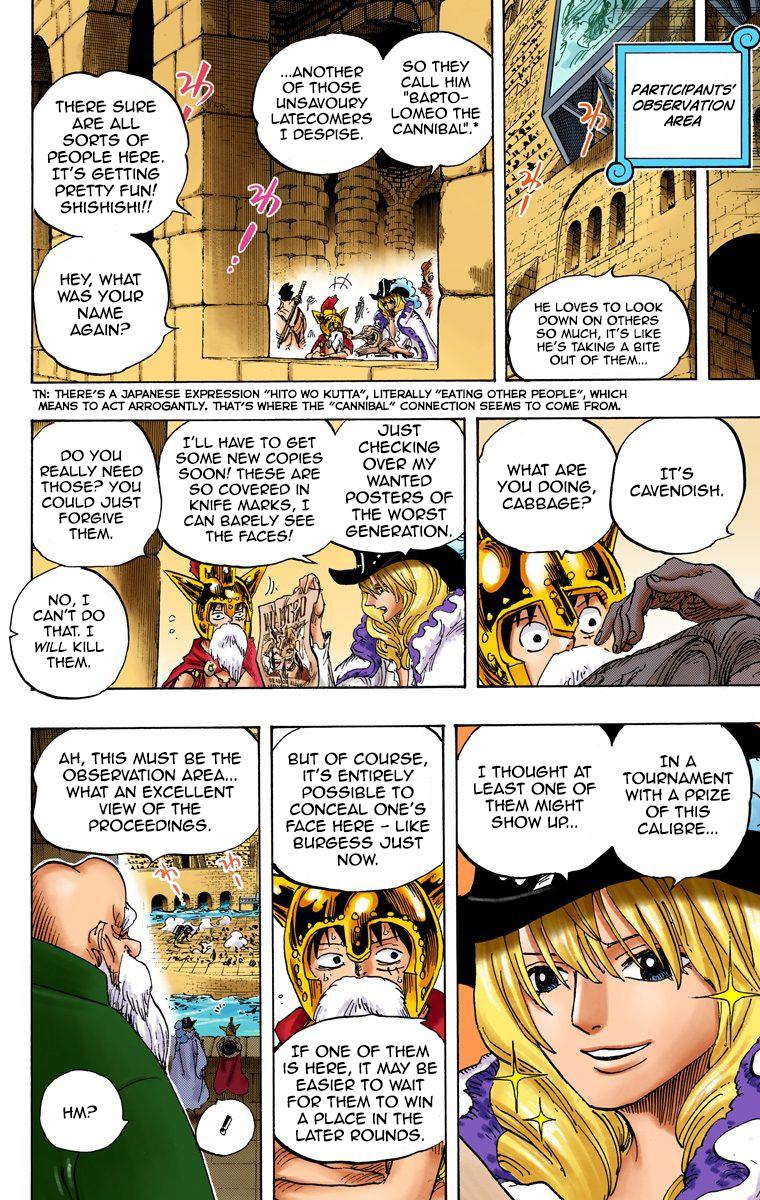 PARTICIPANTS'
OBSERVATION
AREA
HE LOVES TO LOOK
DOWN ON OTHERS
SO MUCH, IT'S LIKE
HE'S TAKING A BITE
OUT OF THEM...
SO THEY
CALL HIM
"BARTO-
LOMEO THE
CANNIBAL".*
...ANOTHER
OF THOSE
UNSAVOURY
LATECOMERS
I DESPISE.
THERE SURE
ARE ALL
SORTS OF
PEOPLE HERE.
IT'S GETTING
PRETTY FUN!
SHISHISHI!!
HEY, WHAT
WAS YOUR
NAME
AGAIN?
TN: THERE'S A JAPANESE EXPRESSION "HITO WO KUTTA", LITERALLY "EATING OTHER PEOPLE", WHICH
MEANS TO ACT ARROGANTLY. THAT'S WHERE THE "CANNIBAL" CONNECTION SEEMS TO COME FROM.
IT'S
CAVENDISH.
WHAT ARE
YOU DOING,
CABBAGE?
JUST
CHECKING
OVER MY
WANTED
POSTERS OF
THE WORST
GENERATION.
I'LL HAVE TO GET
SOME NEW COPIES
SOON! THESE ARE
SO COVERED IN
KNIFE MARKS, I
CAN BARELY SEE
THE FACES!
DO YOU
REALLY NEED
THOSE? YOU
COULD JUST
FORGIVE
THEM.
NO, I
CAN'T DO
THAT. I
WILL KILL
THEM.
IN A
TOURNAMENT
WITH A PRIZE
OF THIS
CALIBRE...
I THOUGHT AT
LEAST ONE OF
THEM MIGHT
SHOW UP...
BUT OF COURSE,
IT'S ENTIRELY
POSSIBLE TO
CONCEAL ONE'S
FACE HERE - LIKE
BURGESS JUST
NOW.
IF ONE OF THEM
IS HERE, IT MAY BE
EASIER TO WAIT
FOR THEM TO WIN
A PLACE IN THE
LATER ROUNDS.
AH, THIS MUST BE THE
OBSERVATION AREA...
WHAT AN EXCELLENT
VIEW OF THE
PROCEEDINGS.
!
HM?